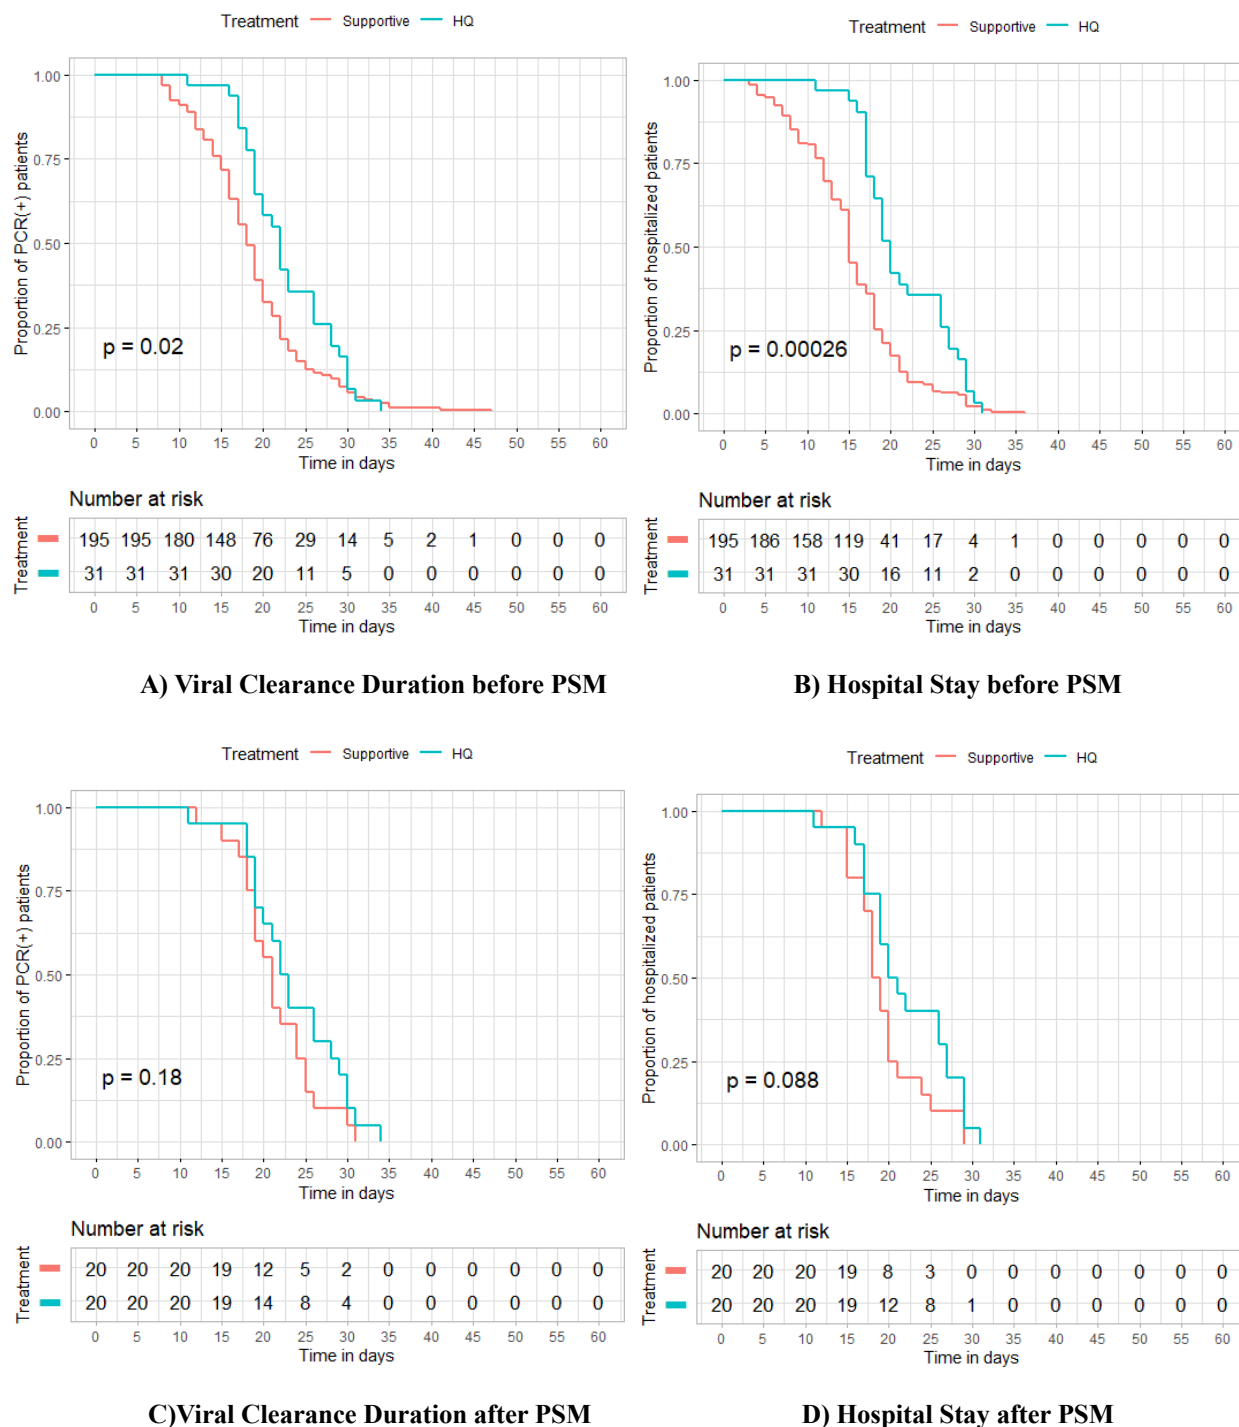 Treatment Supportive HQ
Proportion of PCR(+) patients
1.00
0.75
0.50
0.25
0.00
p = 0.02
0 5 10 15 20 25 30 35 40 45 50 55 60
Time in days
Number at risk
Treatment
195 195 180 148 76 29 14 5 2 1 0 0 0
31 31 31 30 20 11 5 0 0 0 0 0 0
0 5 10 15 20 25 30 35 40 45 50 55 60
Time in days
A) Viral Clearance Duration before PSM
Treatment Supportive HQ
Proportion of hospitalized patients
1.00
0.75
0.50
0.25
0.00
p = 0.00026
0 5 10 15 20 25 30 35 40 45 50 55 60
Time in days
Number at risk
Treatment
195 186 158 119 41 17 4 1 0 0 0 0 0
31 31 31 30 16 11 2 0 0 0 0 0 0
0 5 10 15 20 25 30 35 40 45 50 55 60
Time in days
B) Hospital Stay before PSM
Treatment Supportive HQ
Proportion of PCR(+) patients
1.00
0.75
0.50
0.25
0.00
p = 0.18
0 5 10 15 20 25 30 35 40 45 50 55 60
Time in days
Number at risk
Treatment
20 20 20 19 12 5 2 0 0 0 0 0 0
20 20 20 19 14 8 4 0 0 0 0 0 0
0 5 10 15 20 25 30 35 40 45 50 55 60
Time in days
C)Viral Clearance Duration after PSM
Treatment Supportive HQ
Proportion of hospitalized patients
1.00
0.75
0.50
0.25
0.00
p = 0.088
0 5 10 15 20 25 30 35 40 45 50 55 60
Time in days
Number at risk
Treatment
20 20 20 19 8 3 0 0 0 0 0 0 0
20 20 20 19 12 8 1 0 0 0 0 0 0
0 5 10 15 20 25 30 35 40 45 50 55 60
Time in days
D) Hospital Stay after PSM